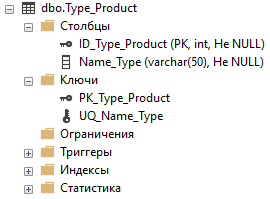 dbo.Type_Product
Столбцы
ID_Type_Product (PK, int, Не NULL)
Name_Type (varchar(50), Не NULL)
Ключи
PK_Type_Product
UQ_Name_Type
Ограничения
Триггеры
Индексы
Статистика